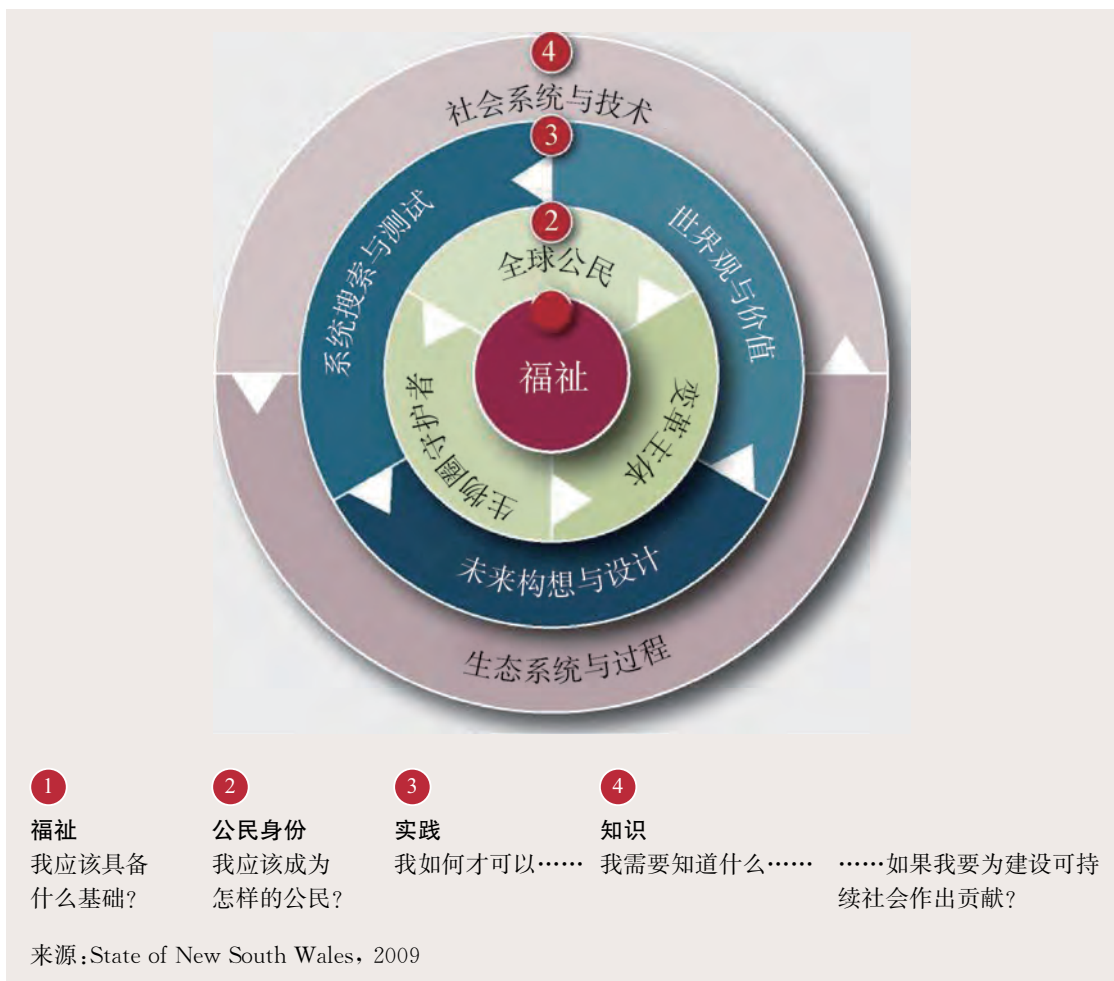 4
社会系统与技术
3
系统搜索与测试
世界观与价值
2
全球公民
福祉
生物圈守护者
变革主体
未来构想与设计
生态系统与过程
1
福祉
我应该具备
什么基础?
2
公民身份
我应该成为
怎样的公民?
3
实践
我如何才可以……
4
知识
我需要知道什么……
……如果我要为建设可持
续社会作出贡献?
来源:State of New South Wales, 2009